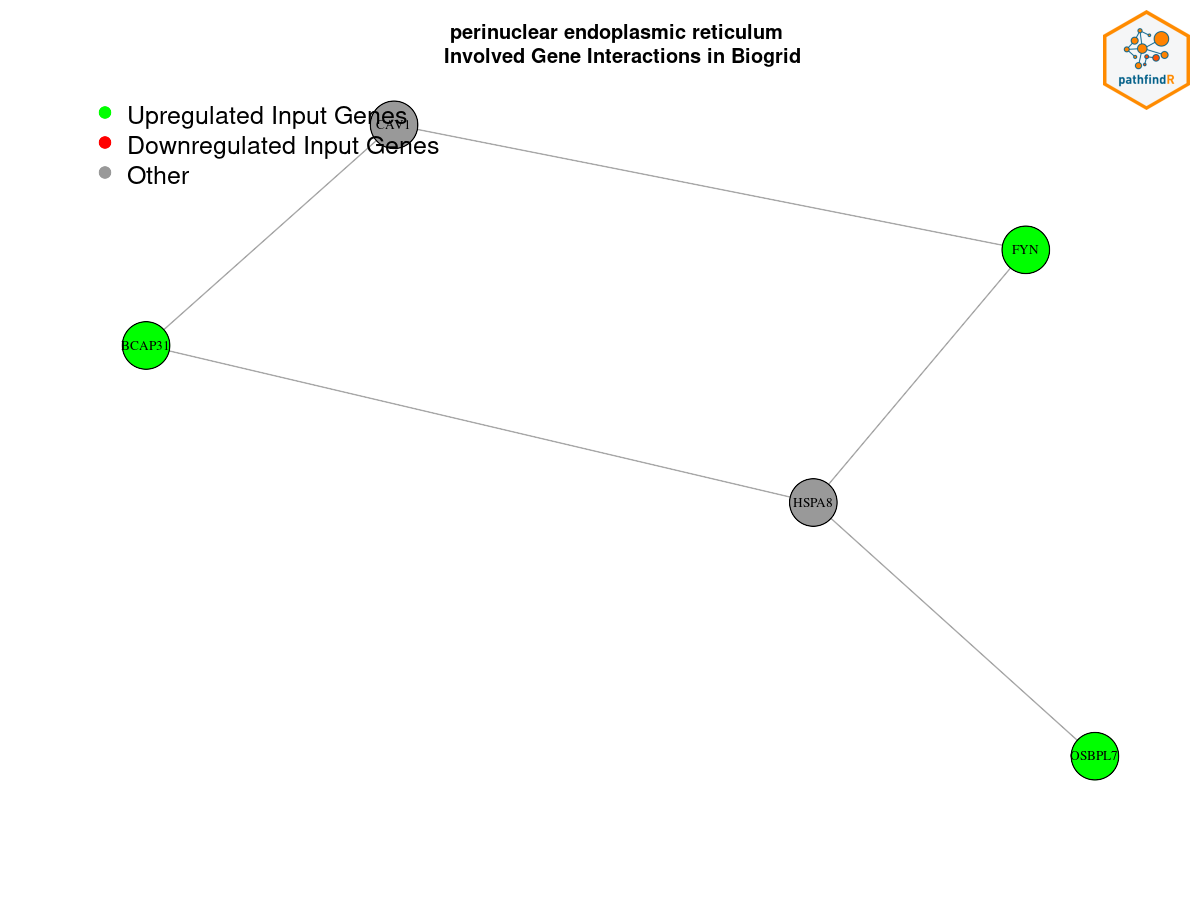 perinuclear endoplasmic reticulum
Involved Gene Interactions in Biogrid
pathfindR
Upregulated Input Genes
Downregulated Input Genes
Other
CAV1
FYN
BCAP31
HSPA8
OSBPL7